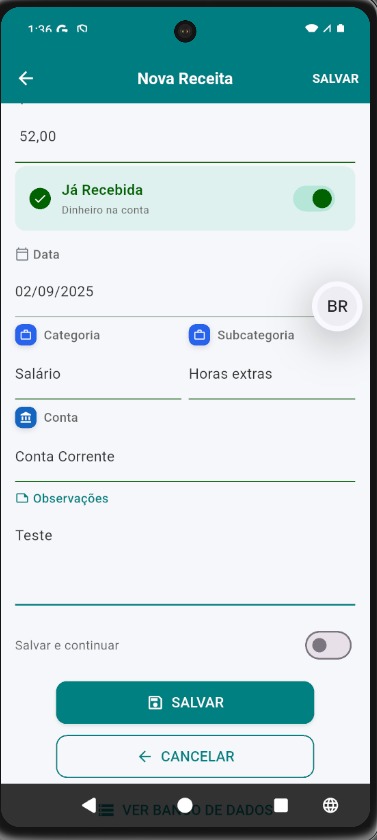 1:36 G
Nova Receita SALVAR
52,00
Já Recebida
Dinheiro na conta
Data
02/09/2025
BR
Categoria Subcategoria
Salário Horas extras
Conta
Conta Corrente
Observações
Teste
Salvar e continuar
SALVAR
CANCELAR
VER BANCO DE DADOS